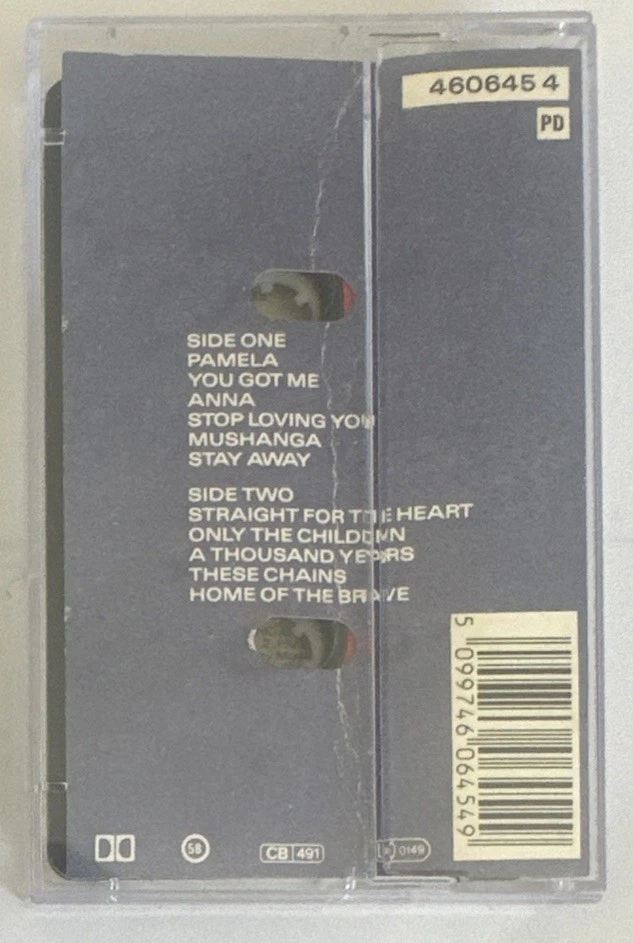 460645 4
PD
SIDE ONE
PAMELA
YOU GOT ME
ANNA
STOP LOVING YOU
MUSHANGA
STAY AWAY
SIDE TWO
STRAIGHT FOR THE HEART
ONLY THE CHILDREN
A THOUSAND YEARS
THESE CHAINS
HOME OF THE BRAVE
5 099746 064549
58
CB 491
0149